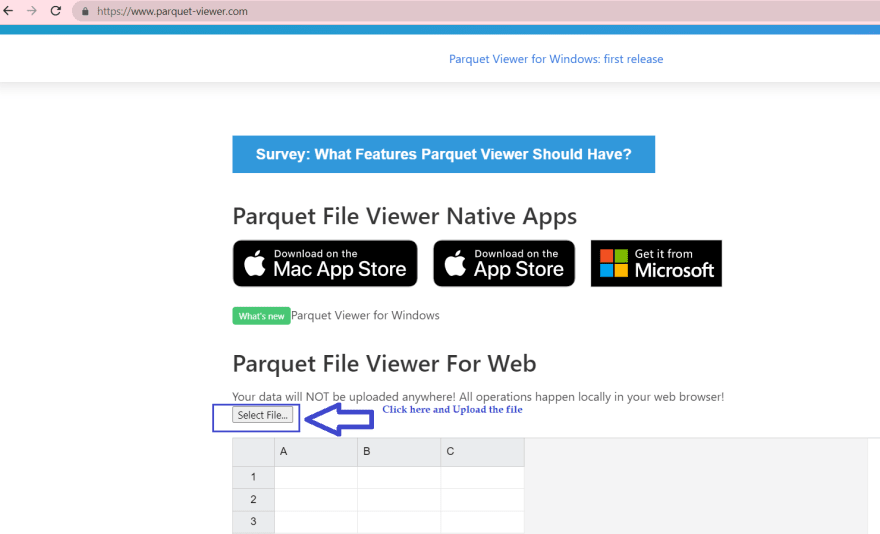 https://www.parquet-viewer.com
Parquet Viewer for Windows: first release
Survey: What Features Parquet Viewer Should Have?
Parquet File Viewer Native Apps
Download on the
Mac App Store
Download on the
App Store
Get it from
Microsoft
What's new Parquet Viewer for Windows
Parquet File Viewer For Web
Your data will NOT be uploaded anywhere! All operations happen locally in your web browser!
Select File... Click here and Upload the file
A B C
1
2
3